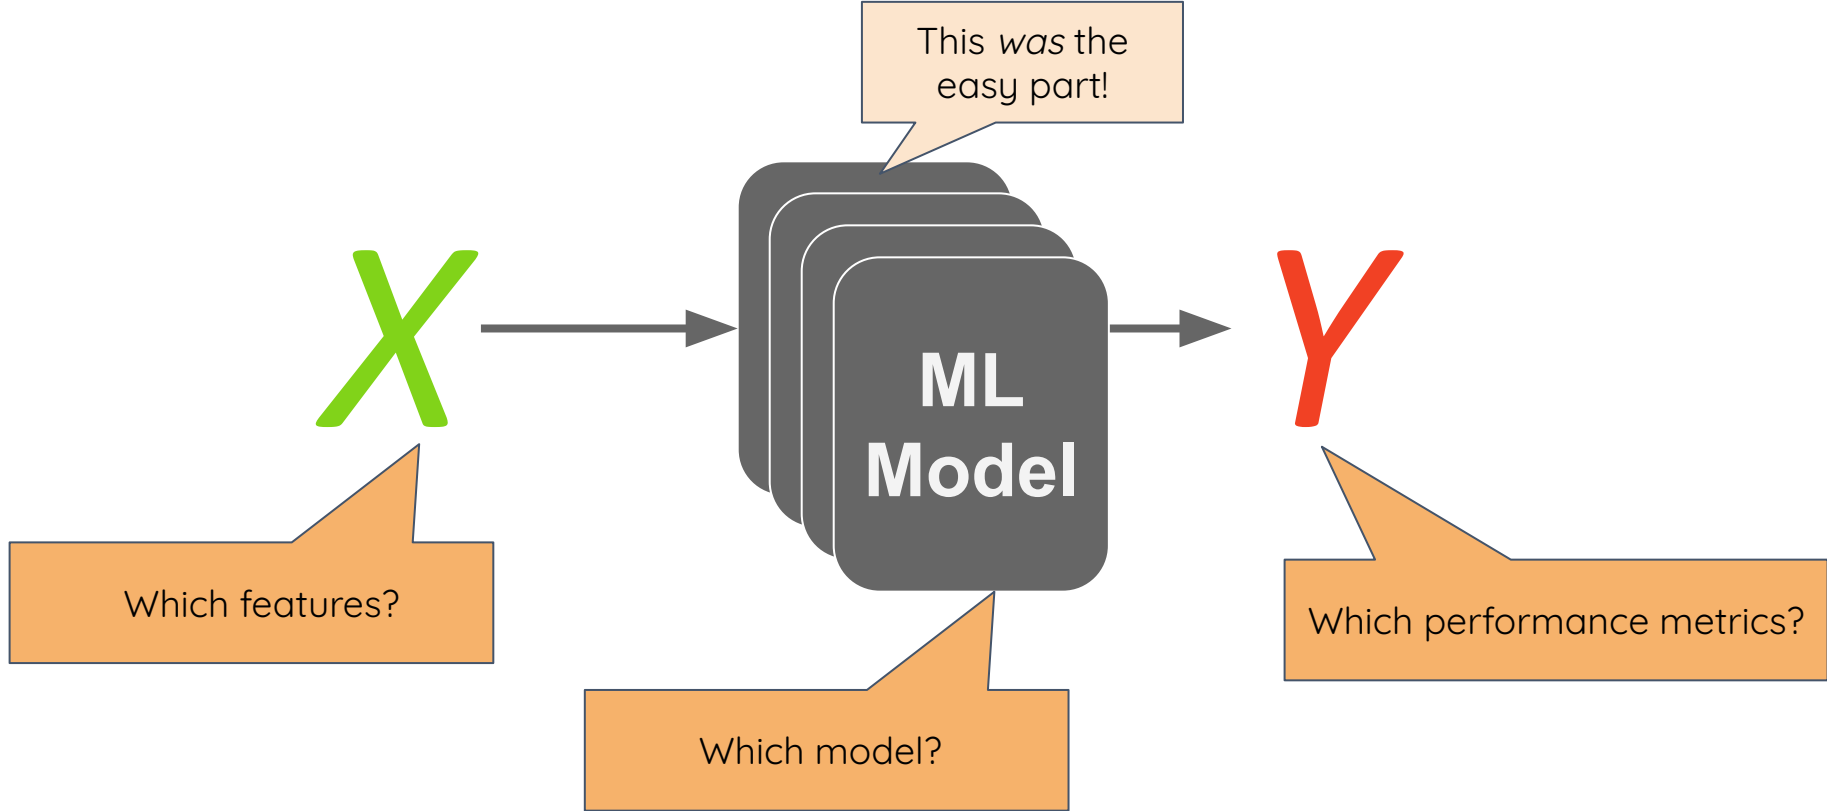 This was the
easy part!
X
ML
Model
Y
Which features?
Which model?
Which performance metrics?